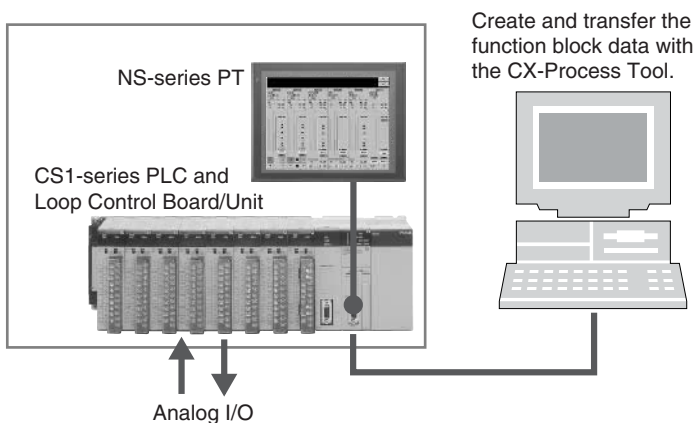 Create and transfer the
function block data with
the CX-Process Tool.
NS-series PT
CS1-series PLC and
Loop Control Board/Unit
Analog I/O